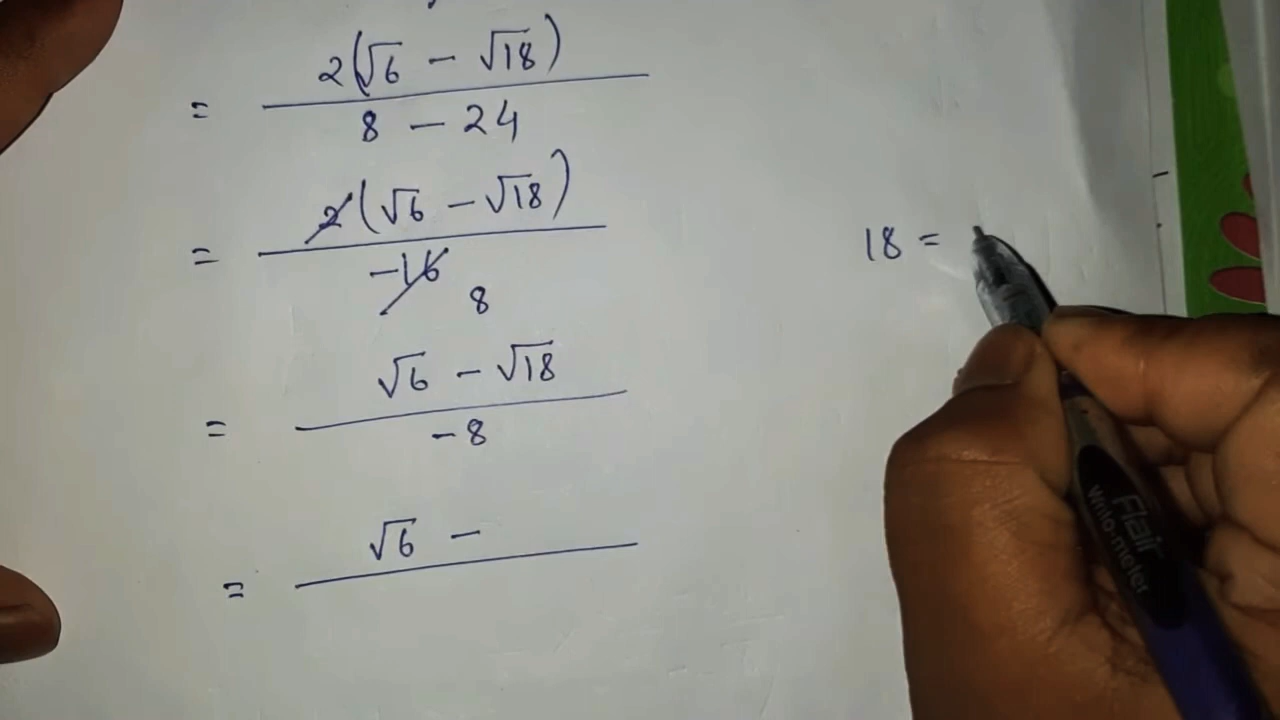 2(√6 - √18)
= 8 - 24
2(√6 - √18)
= -16
8
√6 - √18
= -8
√6 -
=
18 =
Flair
Writo-meter